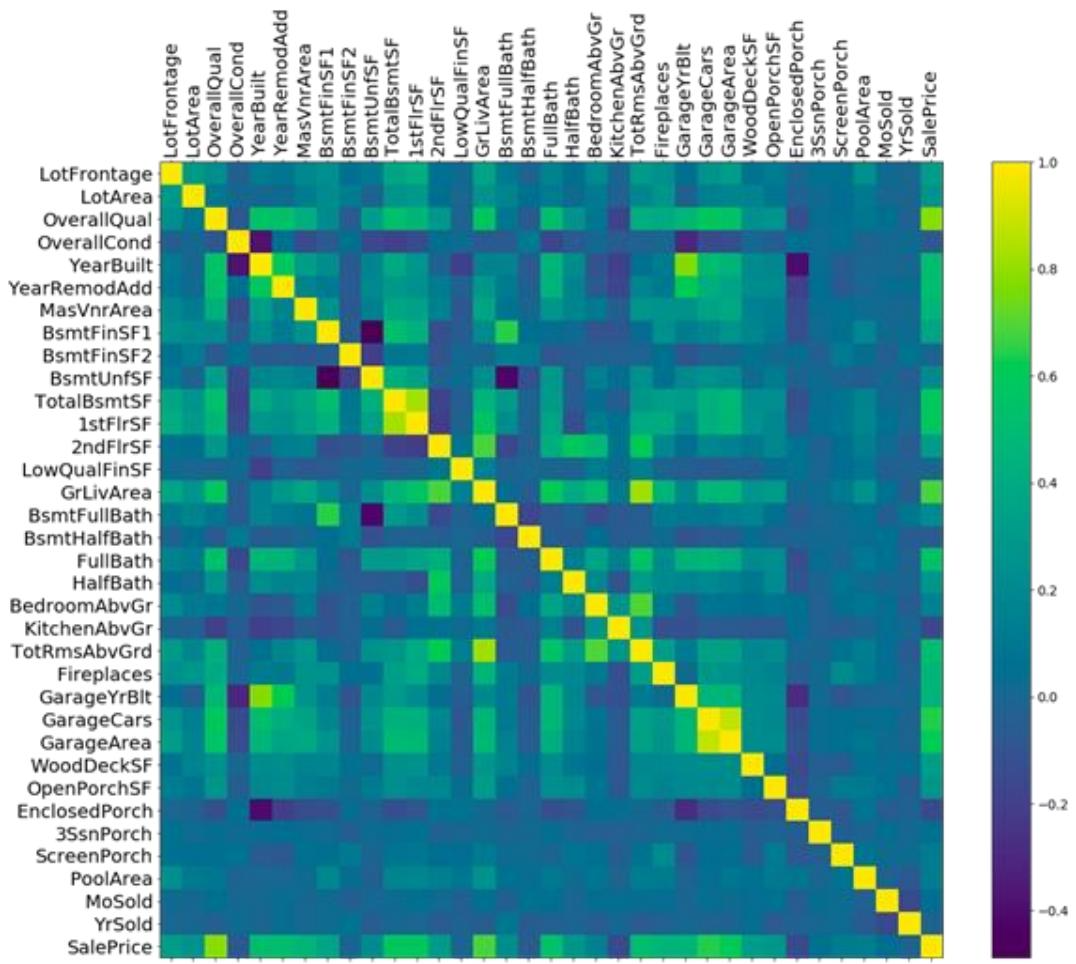 LotFrontage
LotArea
OverallQual
OverallCond
YearBuilt
YearRemodAdd
MasVnrArea
BsmtFinSF1
BsmtFinSF2
BsmtUnfSF
TotalBsmtSF
1stFlrSF
2ndFlrSF
LowQualFinSF
GrLivArea
BsmtFullBath
BsmtHalfBath
FullBath
HalfBath
BedroomAbvGr
KitchenAbvGr
TotRmsAbvGrd
Fireplaces
GarageYrBlt
GarageCars
GarageArea
WoodDeckSF
OpenPorchSF
EnclosedPorch
3SsnPorch
ScreenPorch
PoolArea
MoSold
YrSold
SalePrice
LotFrontage
LotArea
OverallQual
OverallCond
YearBuilt
YearRemodAdd
MasVnrArea
BsmtFinSF1
BsmtFinSF2
BsmtUnfSF
TotalBsmtSF
1stFlrSF
2ndFlrSF
LowQualFinSF
GrLivArea
BsmtFullBath
BsmtHalfBath
FullBath
HalfBath
BedroomAbvGr
KitchenAbvGr
TotRmsAbvGrd
Fireplaces
GarageYrBlt
GarageCars
GarageArea
WoodDeckSF
OpenPorchSF
EnclosedPorch
3SsnPorch
ScreenPorch
PoolArea
MoSold
YrSold
SalePrice
1.0
0.8
0.6
0.4
0.2
0.0
−0.2
−0.4